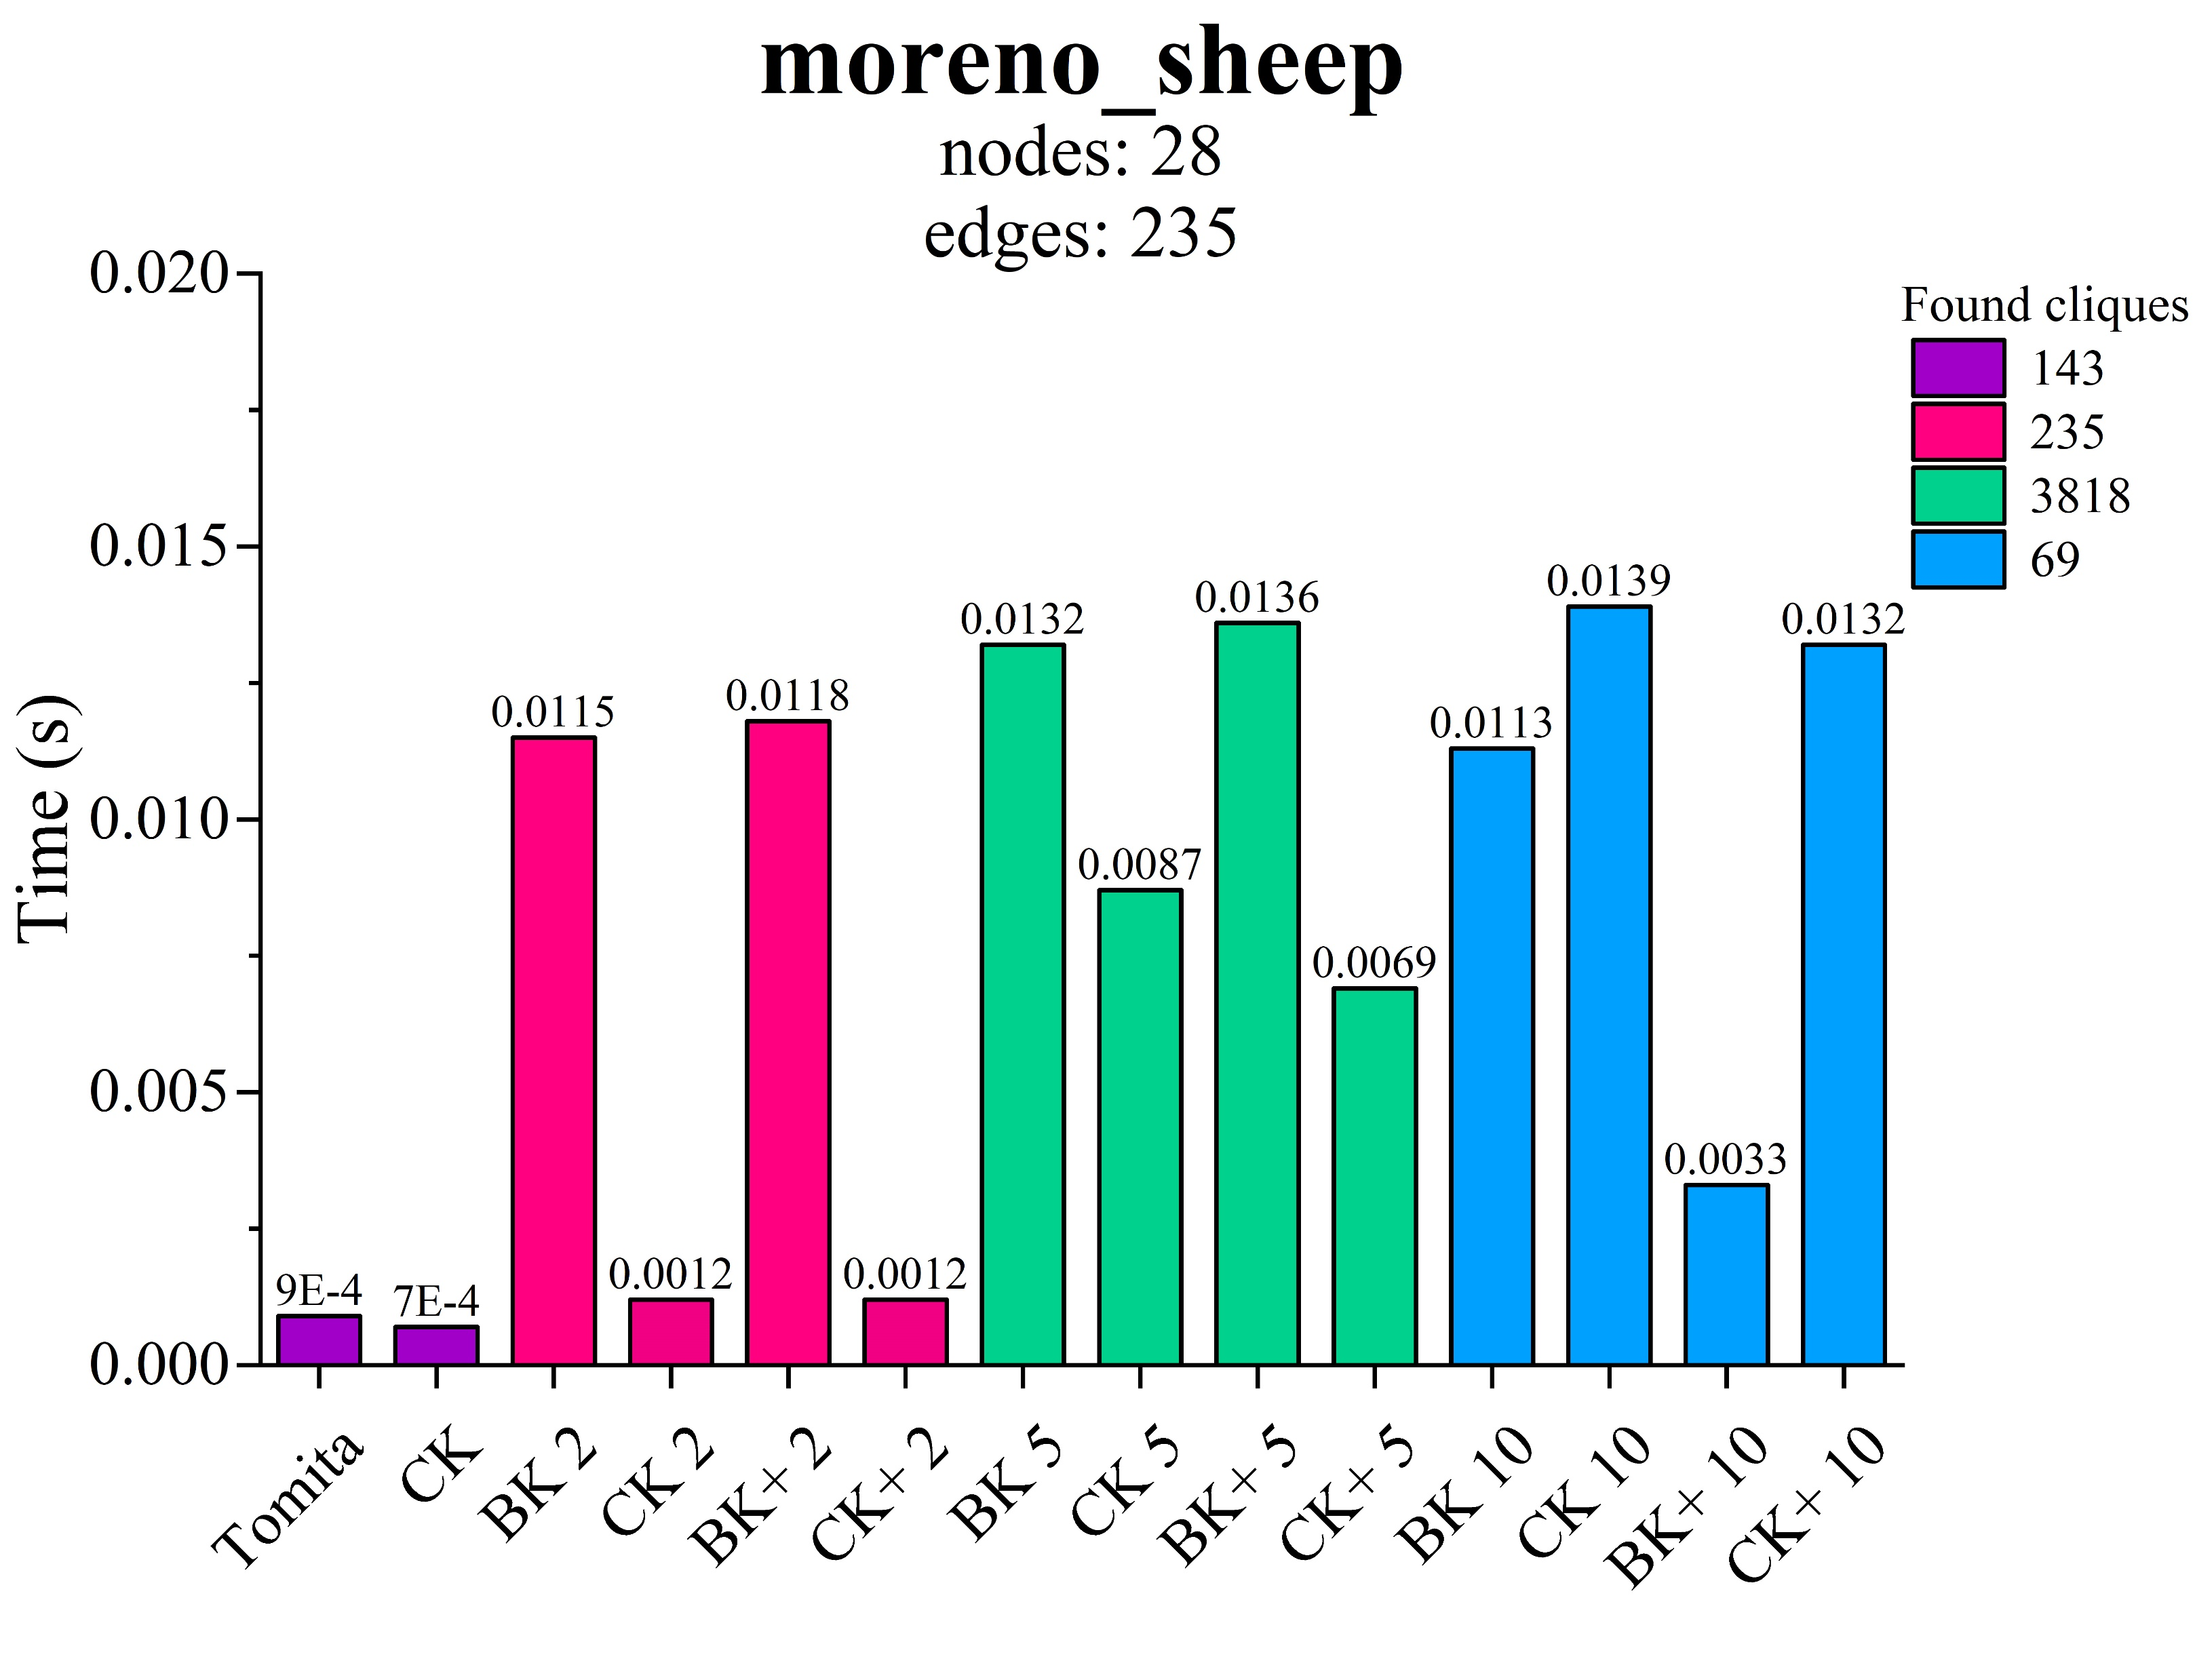 moreno_sheep
nodes: 28
edges: 235
Found cliques
143
235
3818
69
Time (s)
0.020
0.015
0.010
0.005
0.000
9E-4
7E-4
0.0115
0.0012
0.0118
0.0012
0.0132
0.0087
0.0136
0.0069
0.0113
0.0139
0.0033
0.0132
Tomita
CK
BK 2
CK 2
BK+ 2
CK+ 2
BK 5
CK 5
BK+ 5
CK+ 5
BK 10
CK 10
BK+ 10
CK+ 10